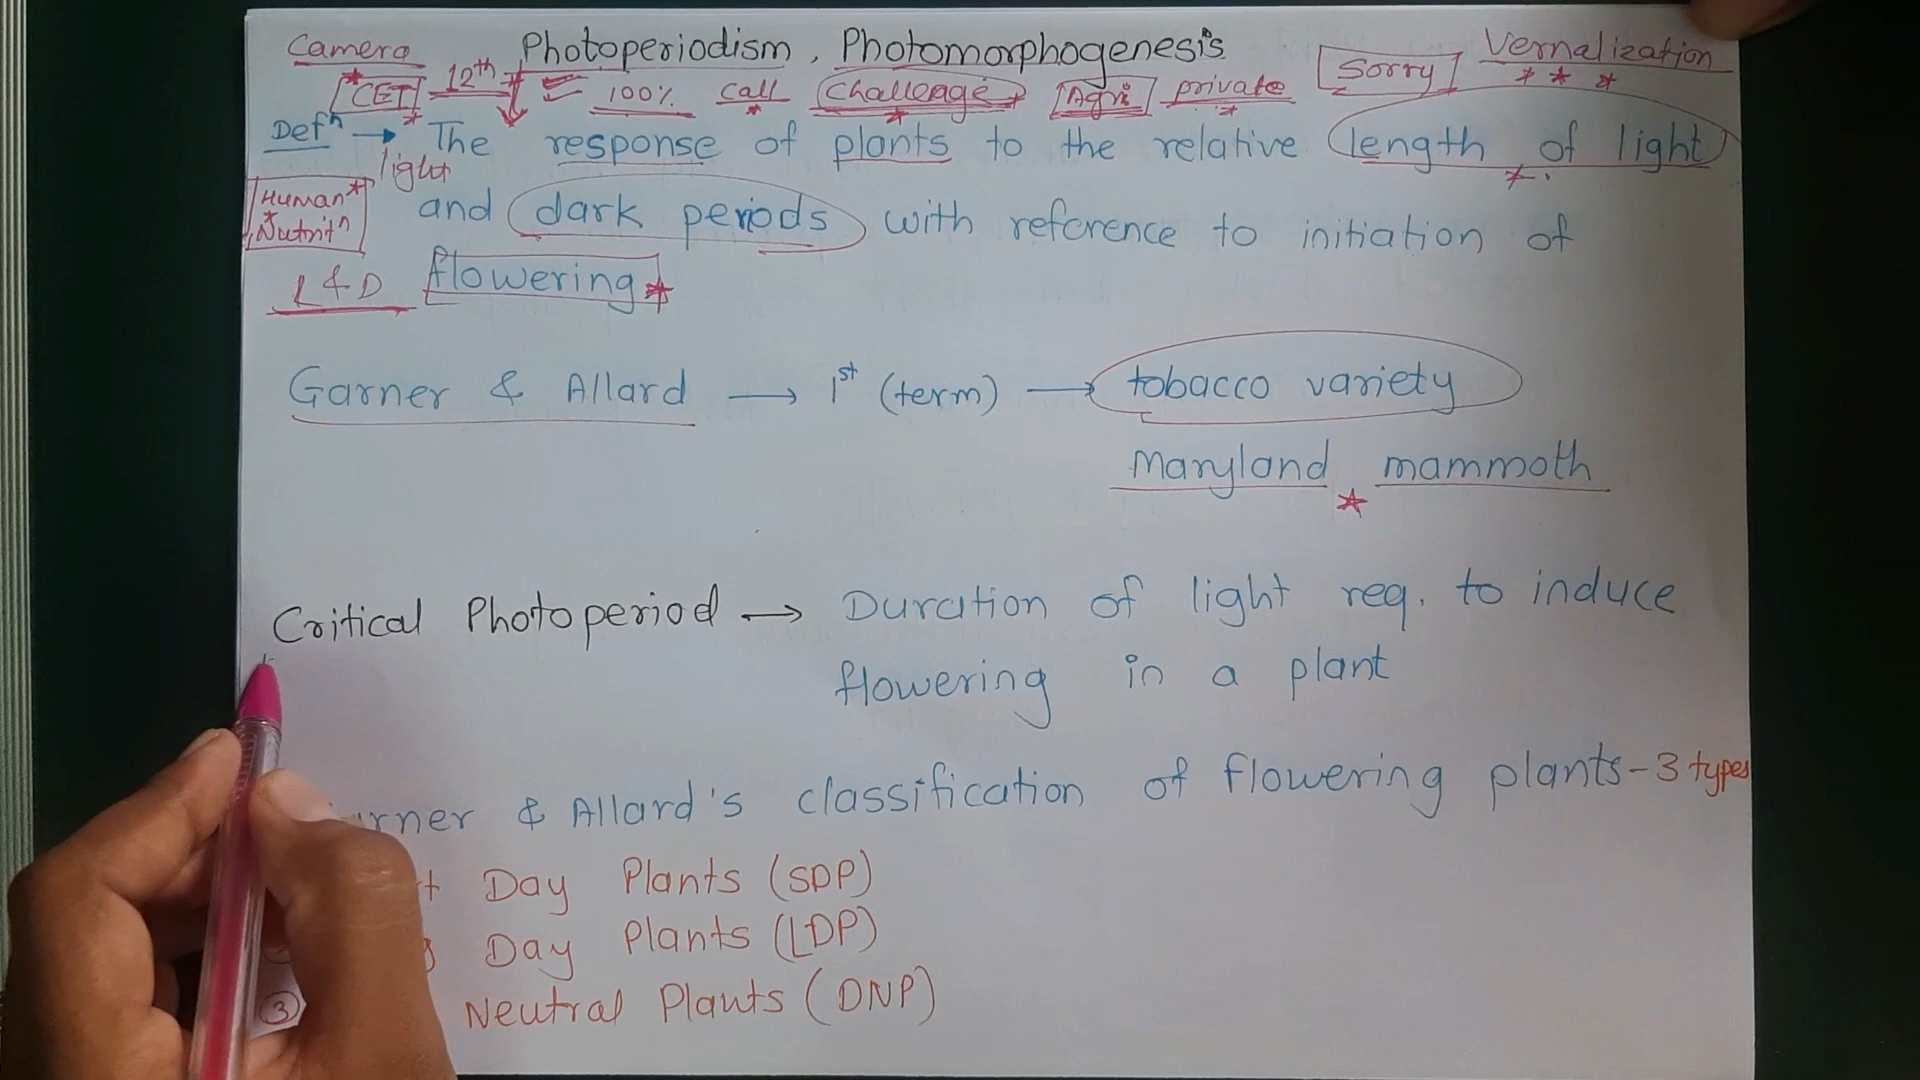 Camera Photoperiodism, Photomorphogenesis Vernalization
CET 12th 100% call Challenge Agri private Sorry
Defn → The response of plants to the relative length of light
light
Human Nutritn and dark periods with reference to initiation of
L & D flowering
Garner & Allard → 1st (term) → tobacco variety
Maryland mammoth
Critical Photoperiod → Duration of light req. to induce
flowering in a plant
rner & Allard's classification of flowering plants - 3 types
Day Plants (SDP)
Day Plants (LDP)
③ Neutral Plants (DNP)